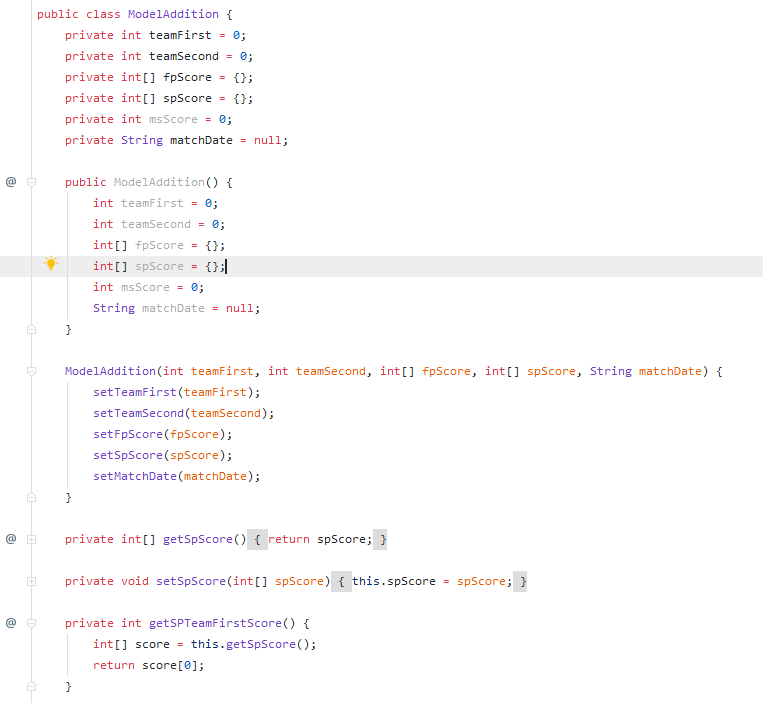 public class ModelAddition {
private int teamFirst = 0;
private int teamSecond = 0;
private int[] fpScore = {};
private int[] spScore = {};
private int msScore = 0;
private String matchDate = null;
@ public ModelAddition() {
int teamFirst = 0;
int teamSecond = 0;
int[] fpScore = {};
int[] spScore = {};
int msScore = 0;
String matchDate = null;
}
ModelAddition(int teamFirst, int teamSecond, int[] fpScore, int[] spScore, String matchDate) {
setTeamFirst(teamFirst);
setTeamSecond(teamSecond);
setFpScore(fpScore);
setSpScore(spScore);
setMatchDate(matchDate);
}
@ private int[] getSpScore() { return spScore; }
private void setSpScore(int[] spScore) { this.spScore = spScore; }
@ private int getSPTeamFirstScore() {
int[] score = this.getSpScore();
return score[0];
}